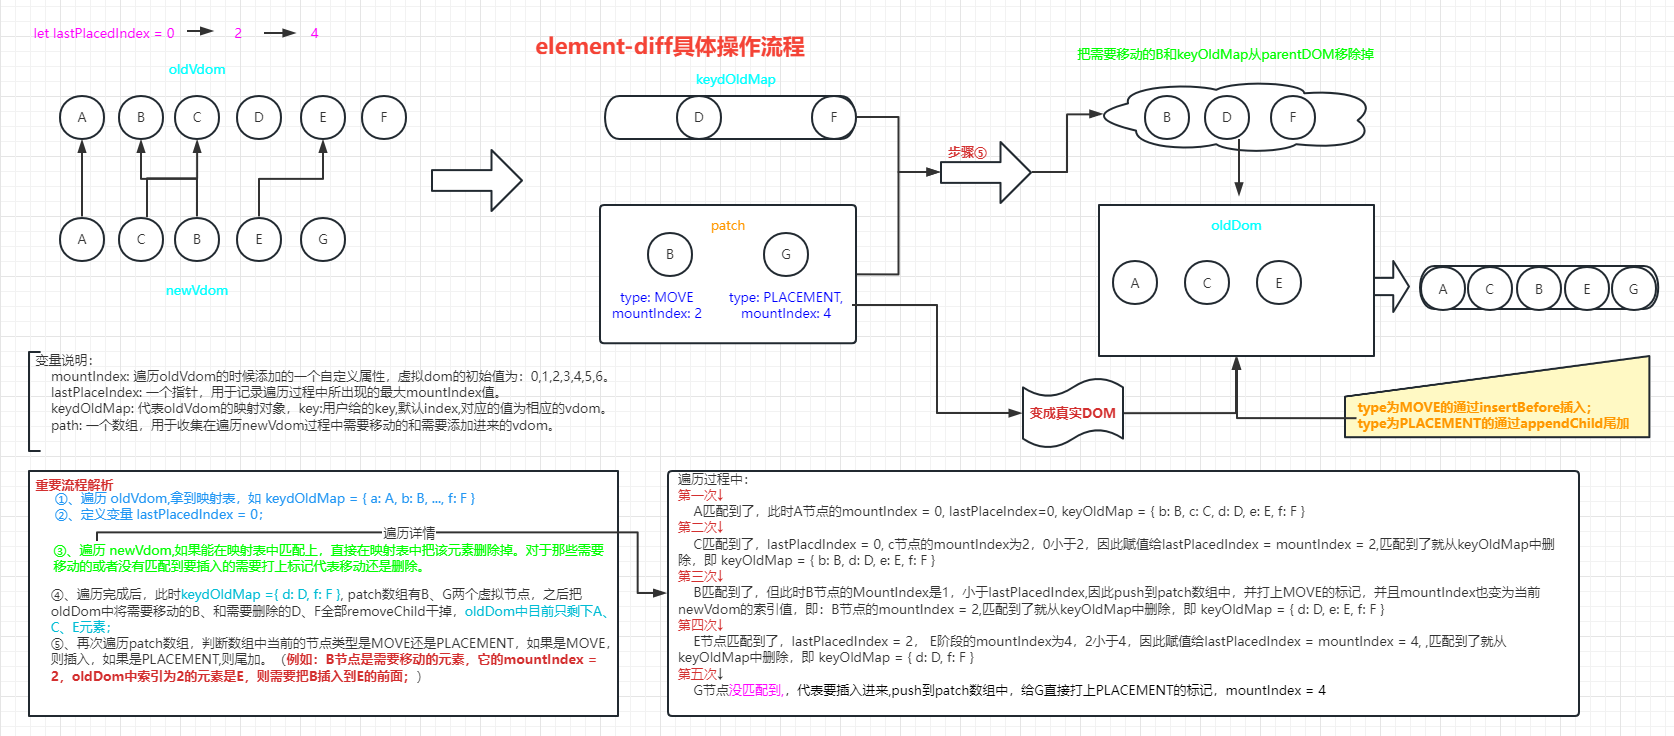 let lastPlacedIndex = 0
2
4
oldVdom
A
B
C
D
E
F
A
C
B
E
G
newVdom
element-diff具体操作流程
keydOldMap
D
F
patch
B
G
type: MOVE
mountIndex: 2
type: PLACEMENT,
mountIndex: 4
步骤⑤
把需要移动的B和keyOldMap从parentDOM移除掉
B
D
F
oldDom
A
C
E
A
C
B
E
G
变成真实DOM
type为MOVE的通过insertBefore插入；
type为PLACEMENT的通过appendChild尾加
变量说明：
mountIndex: 遍历oldVdom的时候添加的一个自定义属性，虚拟dom的初始值为：0,1,2,3,4,5,6。
lastPlaceIndex: 一个指针，用于记录遍历过程中所出现的最大mountIndex值。
keydOldMap: 代表oldVdom的映射对象，key:用户给的key,默认index,对应的值为相应的vdom。
path: 一个数组，用于收集在遍历newVdom过程中需要移动的和需要添加进来的vdom。
重要流程解析
①、遍历 oldVdom,拿到映射表，如 keydOldMap = { a: A, b: B, ..., f: F }
②、定义变量 lastPlacedIndex = 0；
遍历详情
③、遍历 newVdom,如果能在映射表中匹配上，直接在映射表中把该元素删除掉。对于那些需要
移动的或者没有匹配到要插入的需要打上标记代表移动还是删除。
④、遍历完成后，此时keydOldMap ={ d: D, f: F }, patch数组有B、G两个虚拟节点，之后把
oldDom中将需要移动的B、和需要删除的D、F全部removeChild干掉，oldDom中目前只剩下A、
C、E元素；
⑤、再次遍历patch数组，判断数组中当前的节点类型是MOVE还是PLACEMENT，如果是MOVE，
则插入，如果是PLACEMENT,则尾加。（例如：B节点是需要移动的元素，它的mountIndex =
2，oldDom中索引为2的元素是E，则需要把B插入到E的前面；）
遍历过程中：
第一次↓
A匹配到了，此时A节点的mountIndex = 0, lastPlaceIndex=0, keyOldMap = { b: B, c: C, d: D, e: E, f: F }
第二次↓
C匹配到了，lastPlacdIndex = 0, c节点的mountIndex为2，0小于2，因此赋值给lastPlacedIndex = mountIndex = 2,匹配到了就从keyOldMap中删
除，即 keyOldMap = { b: B, d: D, e: E, f: F }
第三次↓
B匹配到了，但此时B节点的MountIndex是1，小于lastPlacedIndex,因此push到patch数组中，并打上MOVE的标记，并且mountIndex也变为当前
newVdom的索引值，即：B节点的mountIndex = 2,匹配到了就从keyOldMap中删除，即 keyOldMap = { d: D, e: E, f: F }
第四次↓
E节点匹配到了，lastPlacedIndex = 2， E阶段的mountIndex为4，2小于4，因此赋值给lastPlacedIndex = mountIndex = 4, ,匹配到了就从
keyOldMap中删除，即 keyOldMap = { d: D, f: F }
第五次↓
G节点没匹配到,，代表要插入进来,push到patch数组中，给G直接打上PLACEMENT的标记，mountIndex = 4